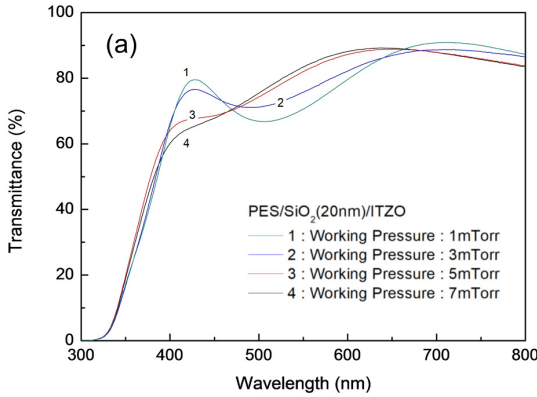 (a)
100
80
60
40
20
0
Transmittance (%)
1
2
3
4
PES/SiO₂(20nm)/ITZO
1 : Working Pressure : 1mTorr
2 : Working Pressure : 3mTorr
3 : Working Pressure : 5mTorr
4 : Working Pressure : 7mTorr
300 400 500 600 700 800
Wavelength (nm)